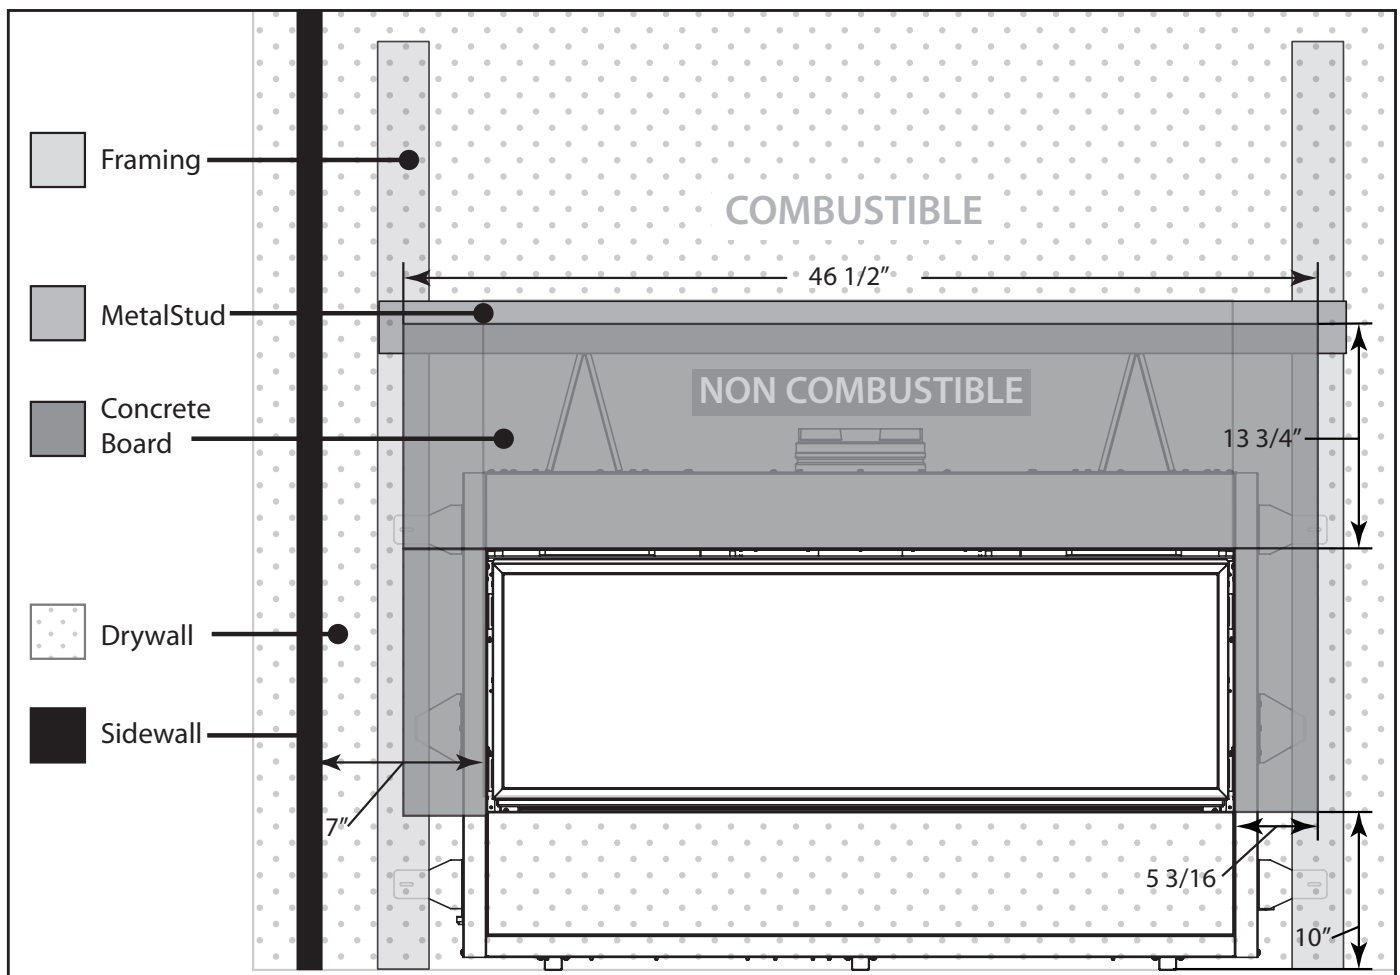 COMBUSTIBLE
46 1/2”
Framing
MetalStud
Concrete
Board
Drywall
Sidewall
NON COMBUSTIBLE
13 3/4”
7”
5 3/16
10”